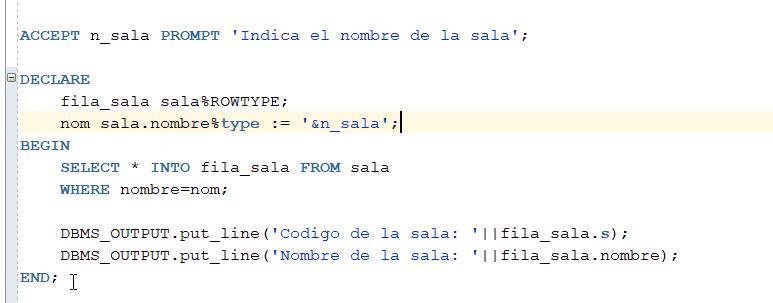 ACCEPT n_sala PROMPT 'Indica el nombre de la sala';
DECLARE
fila_sala sala%ROWTYPE;
nom sala.nombre%type := '&n_sala';
BEGIN
SELECT * INTO fila_sala FROM sala
WHERE nombre=nom;
DBMS_OUTPUT.put_line('Codigo de la sala: '||fila_sala.s);
DBMS_OUTPUT.put_line('Nombre de la sala: '||fila_sala.nombre);
END;